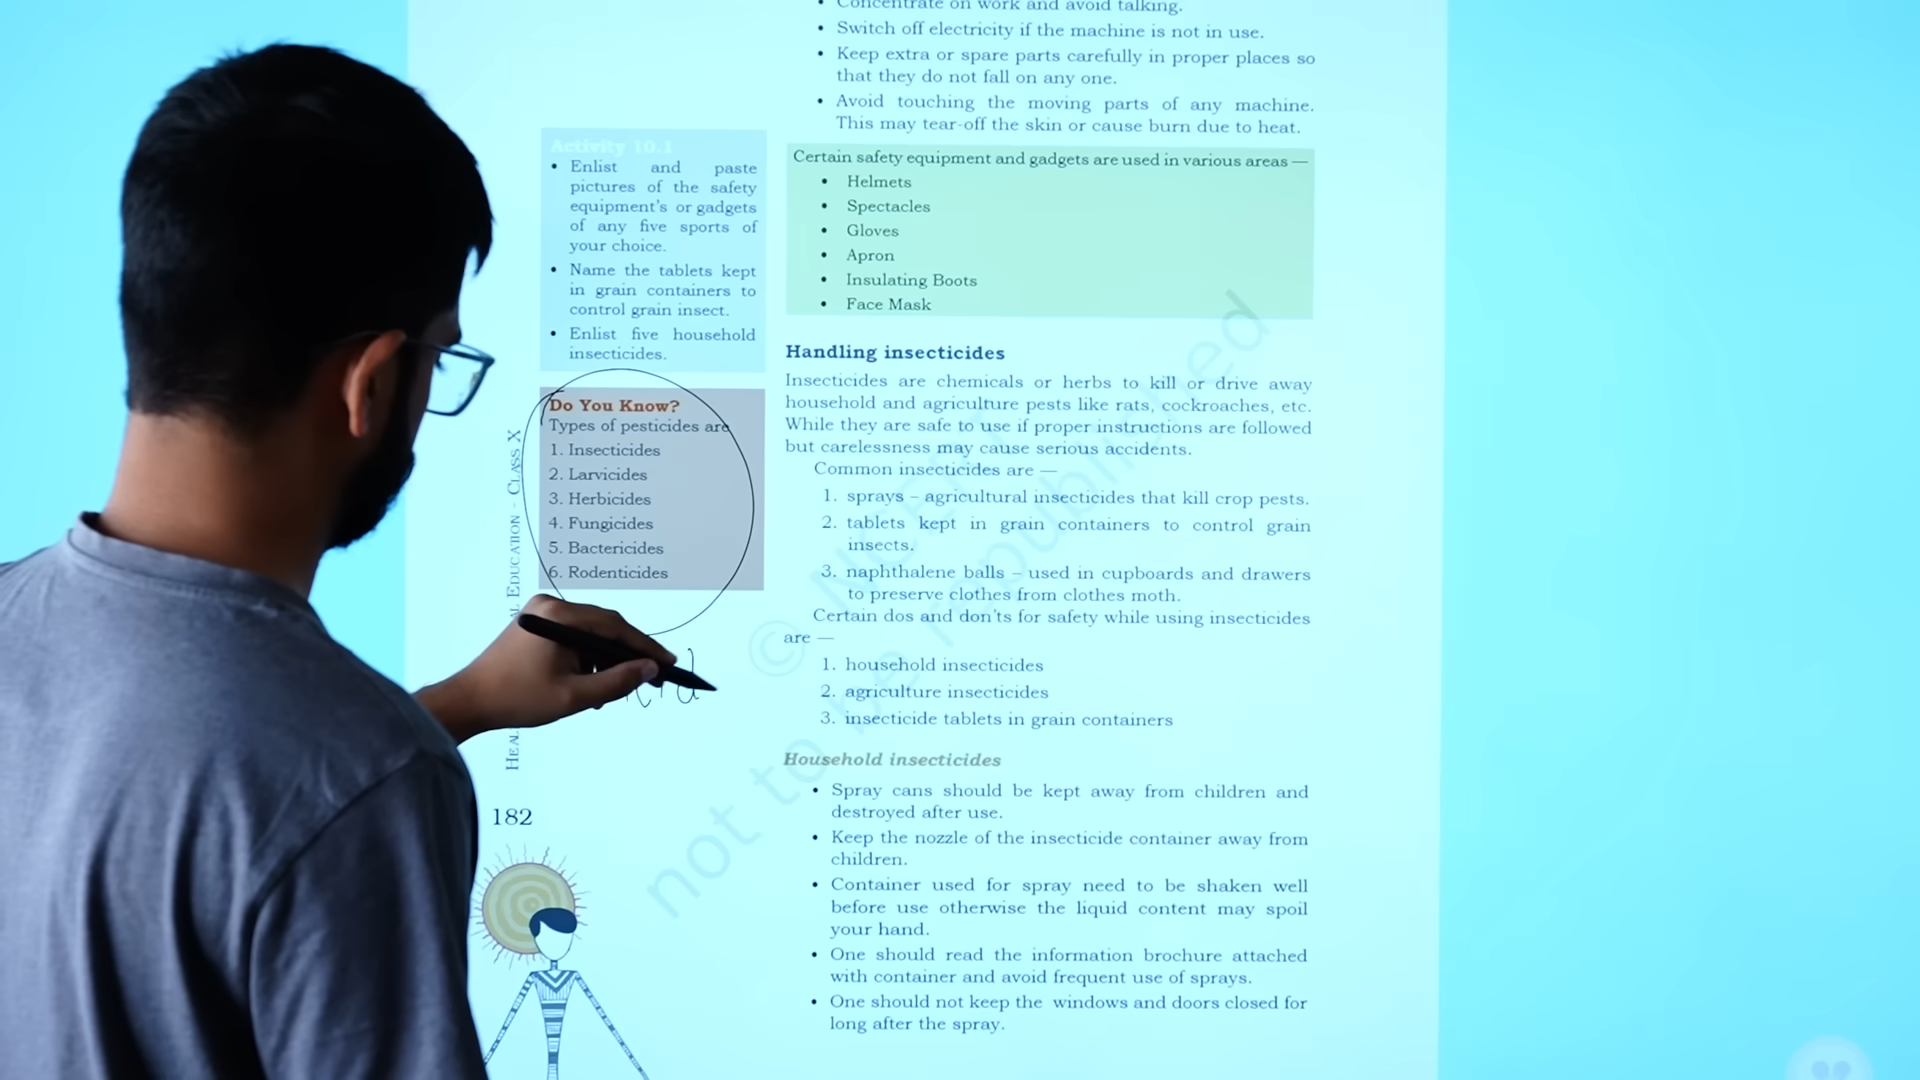 • Concentrate on work and avoid talking.
• Switch off electricity if the machine is not in use.
• Keep extra or spare parts carefully in proper places so
that they do not fall on any one.
• Avoid touching the moving parts of any machine.
This may tear-off the skin or cause burn due to heat.
Activity 10.1
• Enlist and paste
pictures of the safety
equipment's or gadgets
of any five sports of
your choice.
• Name the tablets kept
in grain containers to
control grain insect.
• Enlist five household
insecticides.
Do You Know?
Types of pesticides are
1. Insecticides
2. Larvicides
3. Herbicides
4. Fungicides
5. Bactericides
6. Rodenticides
EDUCATION - CLASS X
182
Certain safety equipment and gadgets are used in various areas —
• Helmets
• Spectacles
• Gloves
• Apron
• Insulating Boots
• Face Mask
Handling insecticides
Insecticides are chemicals or herbs to kill or drive away
household and agriculture pests like rats, cockroaches, etc.
While they are safe to use if proper instructions are followed
but carelessness may cause serious accidents.
Common insecticides are —
1. sprays – agricultural insecticides that kill crop pests.
2. tablets kept in grain containers to control grain
insects.
3. naphthalene balls – used in cupboards and drawers
to preserve clothes from clothes moth.
Certain dos and don'ts for safety while using insecticides
are —
1. household insecticides
2. agriculture insecticides
3. insecticide tablets in grain containers
Household insecticides
• Spray cans should be kept away from children and
destroyed after use.
• Keep the nozzle of the insecticide container away from
children.
• Container used for spray need to be shaken well
before use otherwise the liquid content may spoil
your hand.
• One should read the information brochure attached
with container and avoid frequent use of sprays.
• One should not keep the windows and doors closed for
long after the spray.
© NCERT
not to be republished